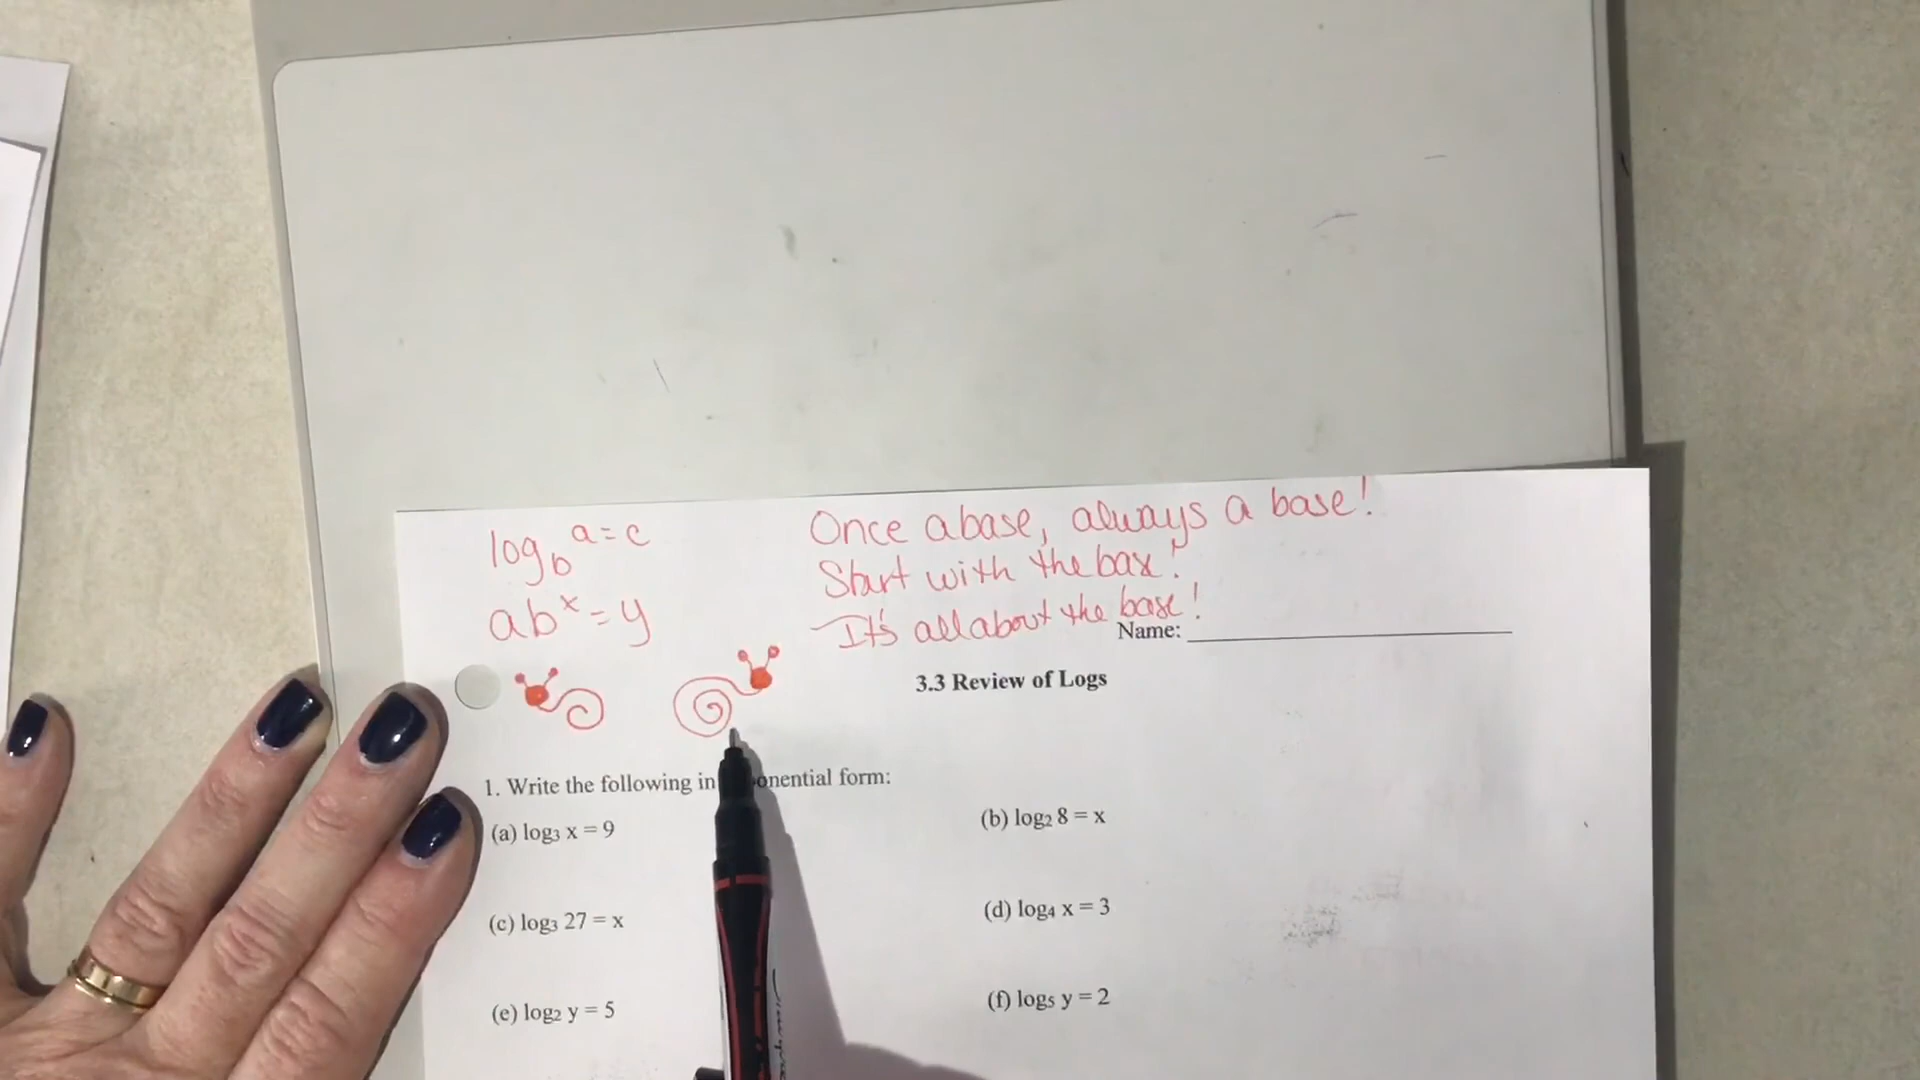 log_b a = c
ab^x = y
Once a base, always a base!
Start with the base!
It's all about the base!
Name:
3.3 Review of Logs
1. Write the following in onential form:
(a) log₃ x = 9
(b) log₂ 8 = x
(c) log₃ 27 = x
(d) log₄ x = 3
(e) log₂ y = 5
(f) log₅ y = 2